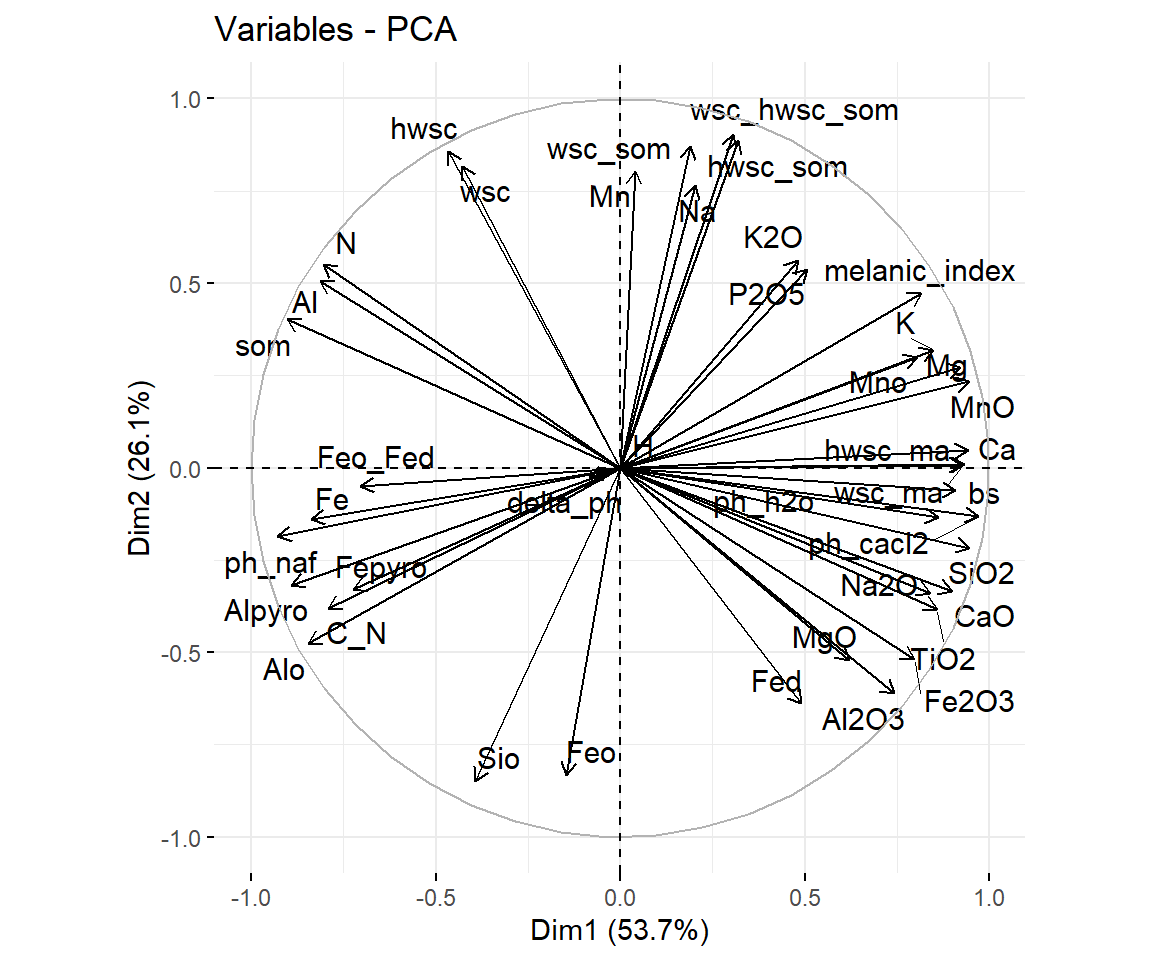 Variables - PCA
1.0
0.5
0.0
-0.5
-1.0
Dim2 (26.1%)
hwsc
wsc_hwsc_som
wsc_som
hwsc_som
wsc
Mn
Na
N
K2O
melanic_index
Al
P2O5
K
som
Mg
Mno
MnO
H
Feo_Fed
hwsc_ma
Ca
Fe
delta_ph
ph_h2o
wsc_ma
bs
ph_cacl2
ph_naf
Fepyro
SiO2
Na2O
Alpyro
CaO
C_N
MgO
Alo
TiO2
Fed
Fe2O3
Al2O3
Sio
Feo
-1.0
-0.5
0.0
0.5
1.0
Dim1 (53.7%)